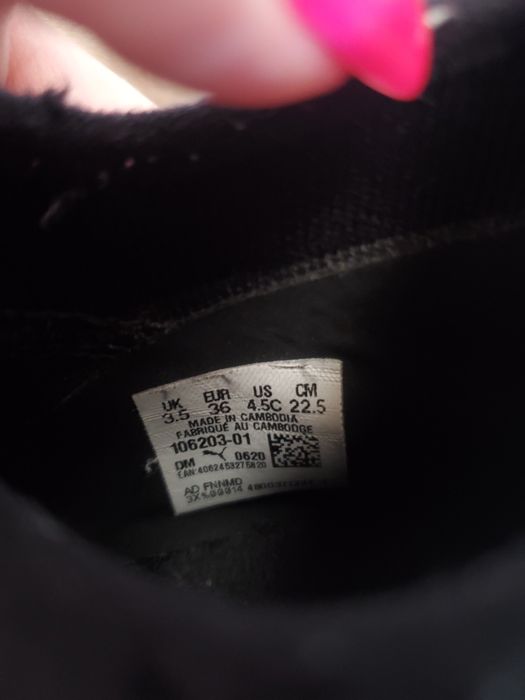 UK EUR US CM
3.5 36 4.5C 22.5
MADE IN CAMBODIA
FABRIQUÉ AU CAMBODGE
106203-01
DM 0620
EAN:4062453275820
AD FNNMD